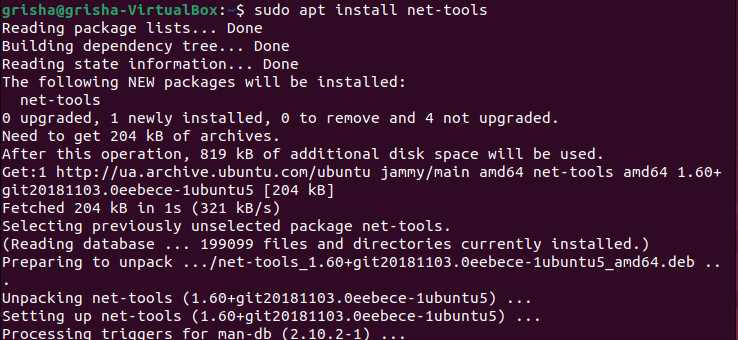 grisha@grisha-VirtualBox:~$ sudo apt install net-tools
Reading package lists... Done
Building dependency tree... Done
Reading state information... Done
The following NEW packages will be installed:
  net-tools
0 upgraded, 1 newly installed, 0 to remove and 4 not upgraded.
Need to get 204 kB of archives.
After this operation, 819 kB of additional disk space will be used.
Get:1 http://ua.archive.ubuntu.com/ubuntu jammy/main amd64 net-tools amd64 1.60+
git20181103.0eebece-1ubuntu5 [204 kB]
Fetched 204 kB in 1s (321 kB/s)
Selecting previously unselected package net-tools.
(Reading database ... 199099 files and directories currently installed.)
Preparing to unpack .../net-tools_1.60+git20181103.0eebece-1ubuntu5_amd64.deb ..
.
Unpacking net-tools (1.60+git20181103.0eebece-1ubuntu5) ...
Setting up net-tools (1.60+git20181103.0eebece-1ubuntu5) ...
Processing triggers for man-db (2.10.2-1) ...